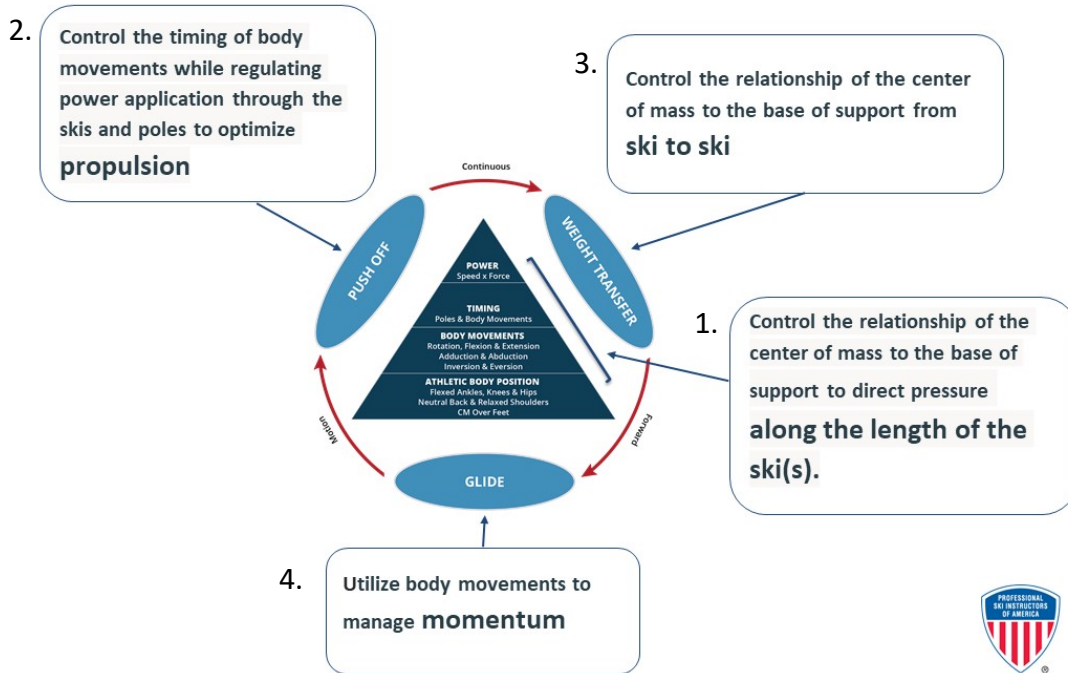 2.
Control the timing of body
movements while regulating
power application through the
skis and poles to optimize
propulsion
3.
Control the relationship of the center
of mass to the base of support from
ski to ski
Continuous
PUSH OFF
WEIGHT TRANSFER
POWER
Speed x Force
TIMING
Poles & Body Movements
BODY MOVEMENTS
Rotation, Flexion & Extension
Adduction & Abduction
Inversion & Eversion
ATHLETIC BODY POSITION
Flexed Ankles, Knees & Hips
Neutral Back & Relaxed Shoulders
CM Over Feet
1.
Control the relationship of the
center of mass to the base of
support to direct pressure
along the length of the
ski(s).
Forward
Motion
GLIDE
4.
Utilize body movements to
manage momentum
PROFESSIONAL
SKI INSTRUCTORS
OF AMERICA
®